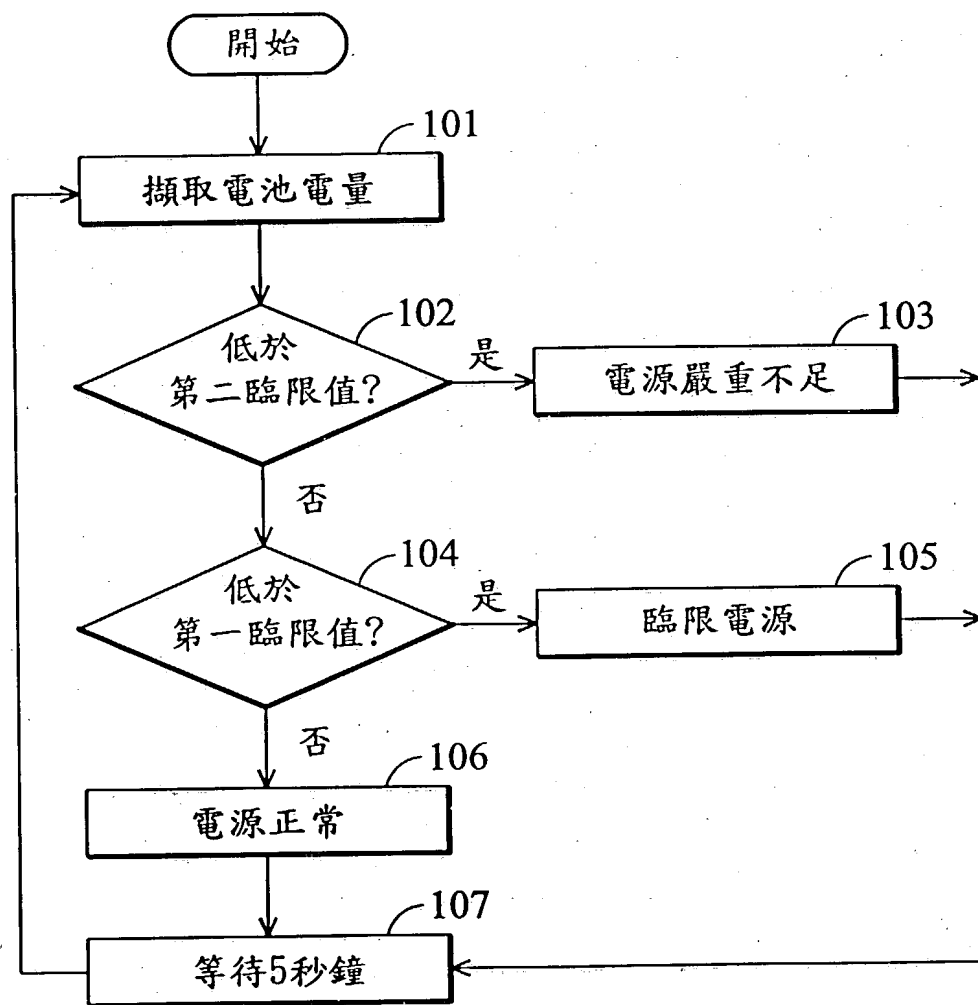 開始
101
擷取電池電量
102
低於
第二臨限值?
是
103
電源嚴重不足
否
104
低於
第一臨限值?
是
105
臨限電源
否
106
電源正常
107
等待5秒鐘